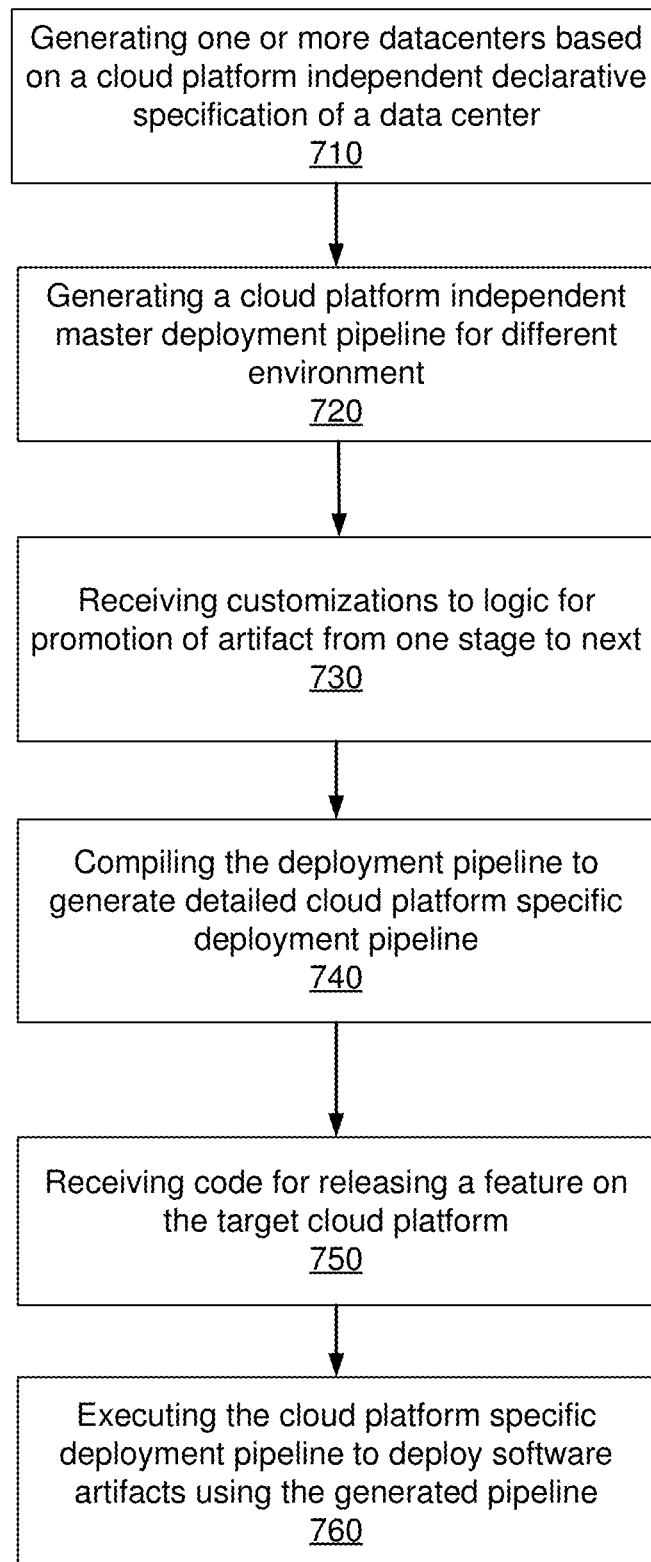 Generating one or more datacenters based
on a cloud platform independent declarative
specification of a data center
710
Generating a cloud platform independent
master deployment pipeline for different
environment
720
Receiving customizations to logic for
promotion of artifact from one stage to next
730
Compiling the deployment pipeline to
generate detailed cloud platform specific
deployment pipeline
740
Receiving code for releasing a feature on
the target cloud platform
750
Executing the cloud platform specific
deployment pipeline to deploy software
artifacts using the generated pipeline
760